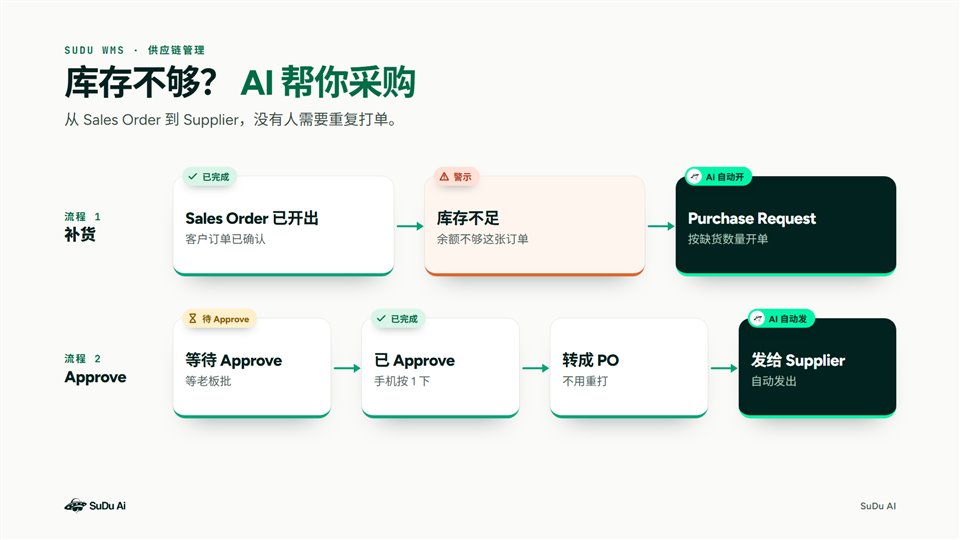 SUDU WMS · 供应链管理
库存不够？ AI 帮你采购
从 Sales Order 到 Supplier，没有人需要重复打单。
流程 1
补货
已完成
Sales Order 已开出
客户订单已确认
警示
库存不足
余额不够这张订单
AI 自动开
Purchase Request
按缺货数量开单
流程 2
Approve
待 Approve
等待 Approve
等老板批
已完成
已 Approve
手机按 1 下
转成 PO
不用重打
AI 自动发
发给 Supplier
自动发出
SuDu Ai
SuDu AI